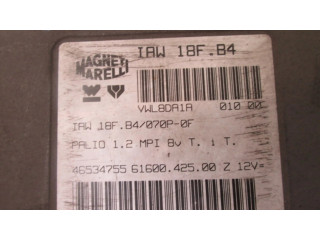 IAW 18F.B4
MAGNETI
MARELLI
VWL8DA1A 010 00
IAW 18F.B4/070P-0F
PALIO 1.2 MPI 8v T. i T.
46534755 61600.425.00 Z 12V=